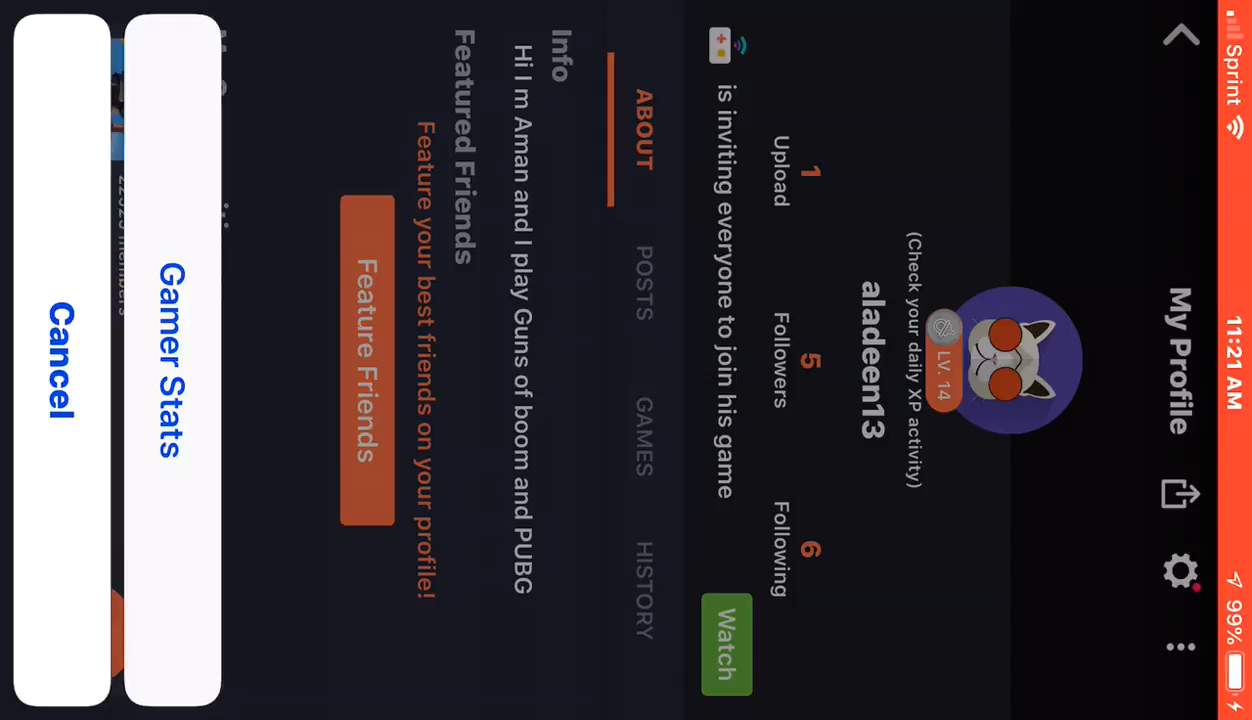 Sprint
11:21 AM
99%
My Profile
LV. 14
(Check your daily XP activity)
aladeen13
1
5
6
Upload
Followers
Following
is inviting everyone to join his game
Watch
ABOUT
POSTS
GAMES
HISTORY
Info
Hi I m Aman and I play Guns of boom and PUBG
Featured Friends
Feature your best friends on your profile!
Feature Friends
Gamer Stats
members
Cancel